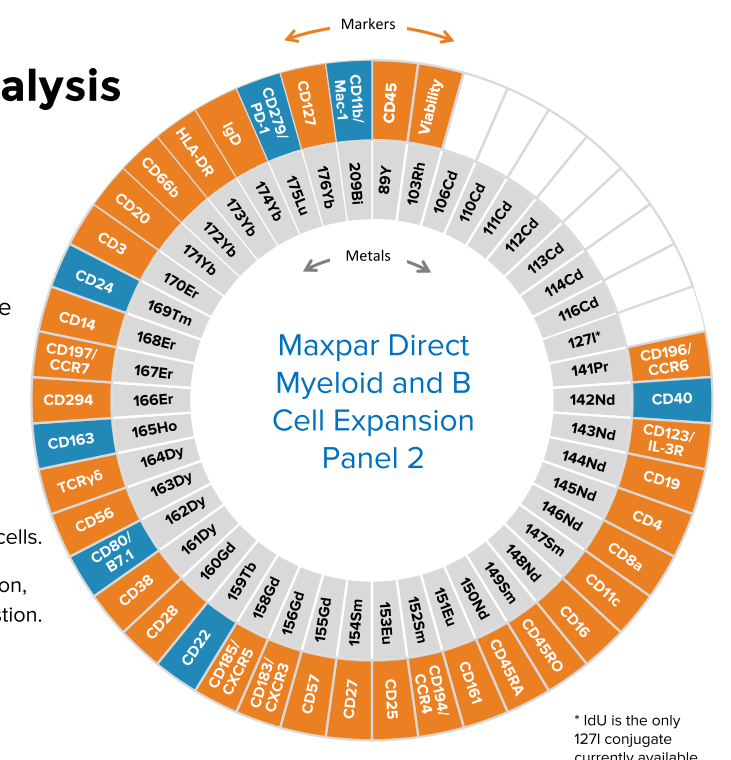 alysis
Markers
CD45
Viability
CD196/
CCR6
CD40
CD123/
IL-3R
CD19
CD4
CD8a
CD11c
CD16
CD45RO
CD45RA
CD161
CD194/
CCR4
CD25
CD27
CD57
CD183/
CXCR3
CD185/
CXCR5
CD22
CD28
CD38
CD80/
B7.1
CD56
TCRγδ
CD163
CD294
CD197/
CCR7
CD14
CD24
CD3
CD20
CD66b
HLA-DR
IgD
CD279/
PD-1
CD127
CD11b/
Mac-1
89Y
103Rh
106Cd
110Cd
111Cd
112Cd
113Cd
114Cd
116Cd
127I*
141Pr
142Nd
143Nd
144Nd
145Nd
146Nd
147Sm
148Nd
149Sm
150Nd
151Eu
152Sm
153Eu
154Sm
155Gd
156Gd
158Gd
159Tb
160Gd
161Dy
162Dy
163Dy
164Dy
165Ho
166Er
167Er
168Er
169Tm
170Er
171Yb
172Yb
173Yb
174Yb
175Lu
176Yb
209Bi
Metals
Maxpar Direct
Myeloid and B
Cell Expansion
Panel 2
e
cells.
on,
stion.
* IdU is the only
127I conjugate
currently available